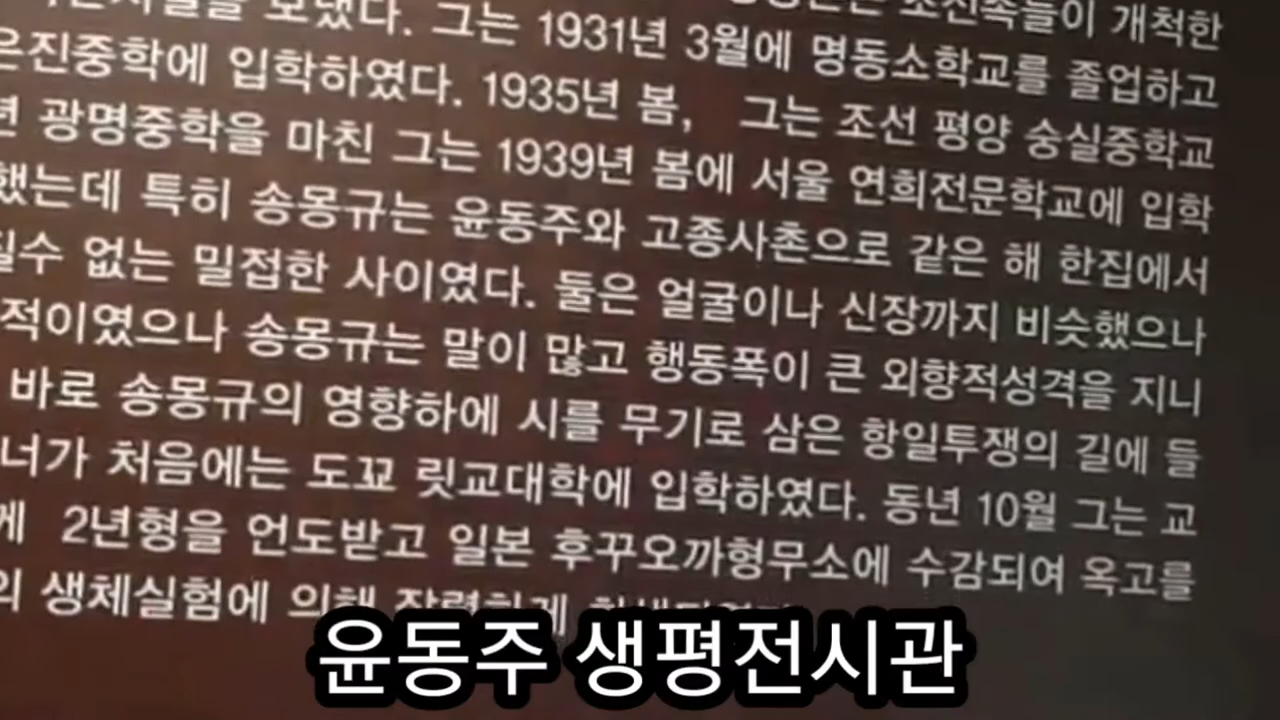 보냈다. 그는 1931년 3월에 명동소학교를 졸업하고
조선족들이 개척한
은진중학에 입학하였다. 1935년 봄, 그는 조선 평양 숭실중학교
년 광명중학을 마친 그는 1939년 봄에 서울 연희전문학교에 입학
했는데 특히 송몽규는 윤동주와 고종사촌으로 같은 해 한집에서
질수 없는 밀접한 사이였다. 둘은 얼굴이나 신장까지 비슷했으나
적이였으나 송몽규는 말이 많고 행동폭이 큰 외향적성격을 지니
바로 송몽규의 영향하에 시를 무기로 삼은 항일투쟁의 길에 들
너가 처음에는 도꾜 릿교대학에 입학하였다. 동년 10월 그는 교
게 2년형을 언도받고 일본 후꾸오까형무소에 수감되여 옥고를
의 생체실험에 의해
윤동주 생평전시관